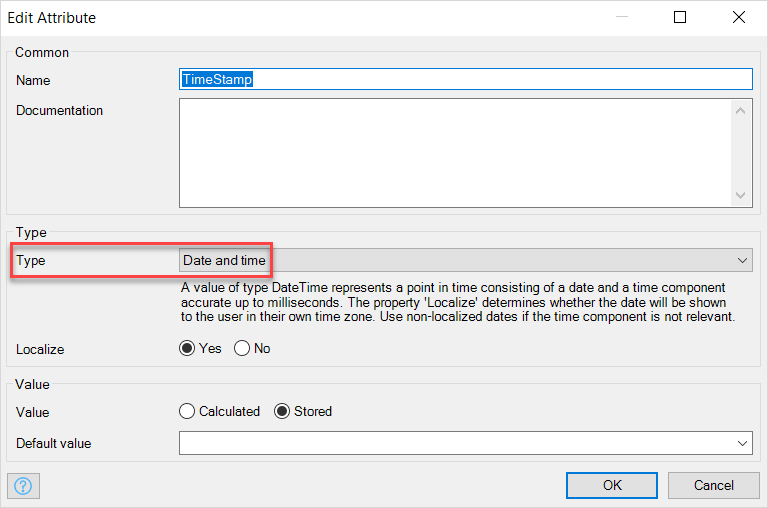 Edit Attribute
Common
Name TimeStamp
Documentation
Type
Type Date and time
A value of type DateTime represents a point in time consisting of a date and a time component
accurate up to milliseconds. The property 'Localize' determines whether the date will be shown
to the user in their own time zone. Use non-localized dates if the time component is not relevant.
Localize Yes No
Value
Value Calculated Stored
Default value
? OK Cancel